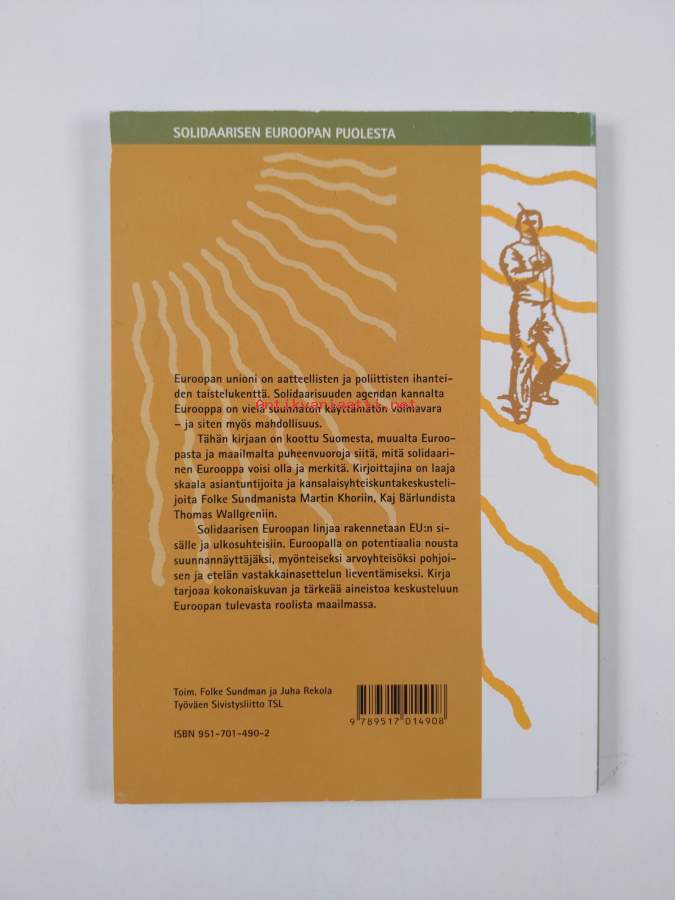 SOLIDAARISEN EUROOPAN PUOLESTA
Euroopan unioni on aatteellisten ja poliittisten ihantei-
den taistelukenttä. Solidaarisuuden agendan kannalta
Eurooppa on vielä suunnaton käyttämätön voimavara
– ja siten myös mahdollisuus.
Tähän kirjaan on koottu Suomesta, muualta Euroo-
pasta ja maailmalta puheenvuoroja siitä, mitä solidaari-
nen Eurooppa voisi olla ja merkitä. Kirjoittajina on laaja
skaala asiantuntijoita ja kansalaisyhteiskuntakeskusteli-
joita Folke Sundmanista Martin Khoriin, Kaj Bärlundista
Thomas Wallgreniin.
Solidaarisen Euroopan linjaa rakennetaan EU:n si-
sälle ja ulkosuhteisiin. Euroopalla on potentiaalia nousta
suunnannäyttäjäksi, myönteiseksi arvoyhteisöksi pohjoi-
sen ja etelän vastakkainasettelun lieventämiseksi. Kirja
tarjoaa kokonaiskuvan ja tärkeää aineistoa keskusteluun
Euroopan tulevasta roolista maailmassa.
Toim. Folke Sundman ja Juha Rekola
Työväen Sivistysliitto TSL
ISBN 951-701-490-2
9 789517 014908